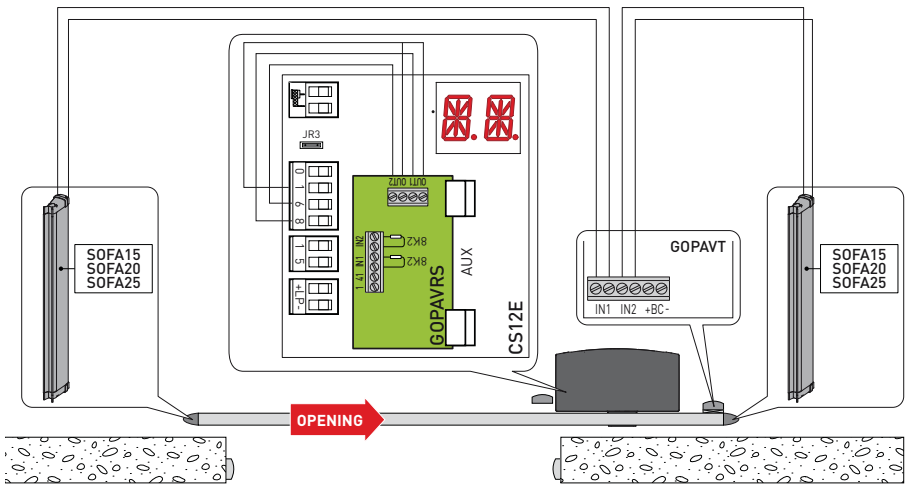 JR3
0
1
6
8
1
5
+LP-
OUT2 OUT1
1 41 IN1 IN2
8K2
8K2
GOPAVRS
AUX
CS12E
SOFA15
SOFA20
SOFA25
GOPAVT
IN1 IN2 +BC-
SOFA15
SOFA20
SOFA25
OPENING